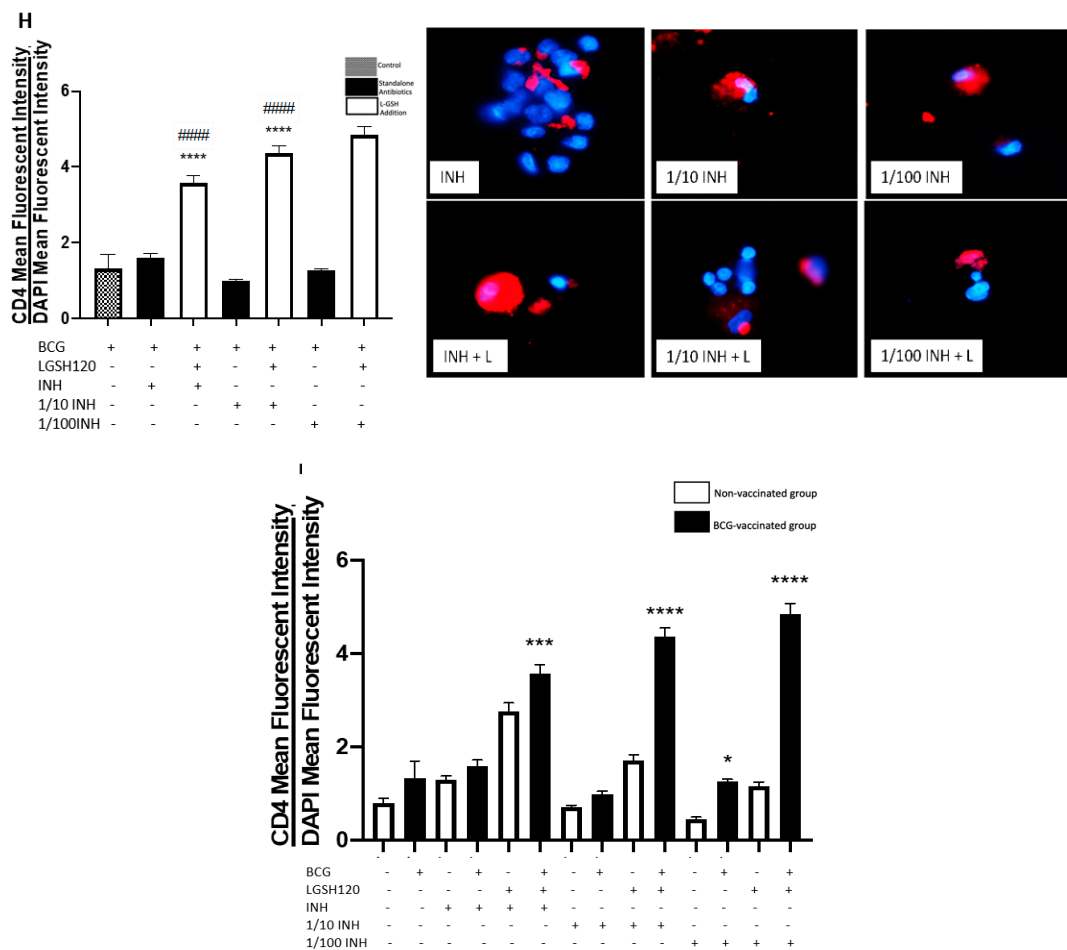 H
CD4 Mean Fluorescent Intensity
DAPI Mean Fluorescent Intensity
6
4
2
0
Control
Standalone
Antibiotics
L-GSH
Addition
####
****
####
****
BCG + + + + + + +
LGSH120 - - + - + - +
INH - + + - - - -
1/10 INH - - - + + - -
1/100INH - - - - - + +
INH
1/10 INH
1/100 INH
INH + L
1/10 INH + L
1/100 INH + L
I
CD4 Mean Fluorescent Intensity
DAPI Mean Fluorescent Intensity
6
4
2
0
Non-vaccinated group
BCG-vaccinated group
***
****
*
****
BCG - + - + - + - + - + - + - +
LGSH120 - - - - + + - - + + - - + +
INH - - + + + + - - - - - - - -
1/10 INH - - - - - - + + + + - - - -
1/100 INH - - - - - - - - - - + + + +